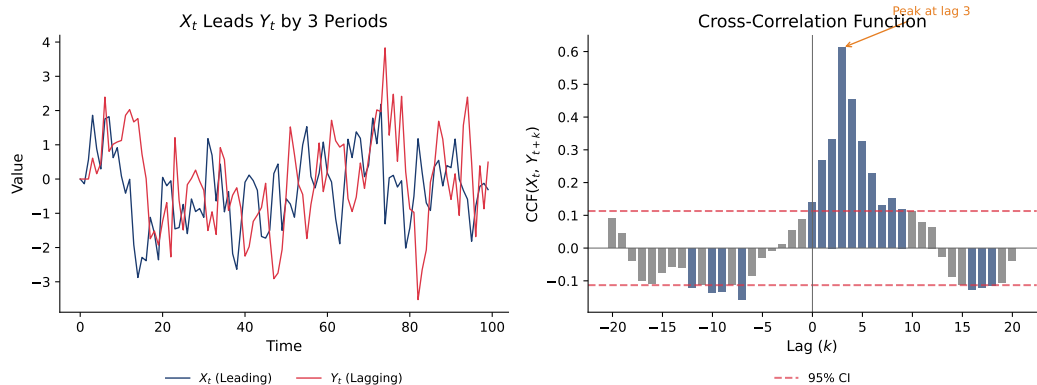 X_t Leads Y_t by 3 Periods
Value
4
3
2
1
0
−1
−2
−3
0 20 40 60 80 100
Time
X_t (Leading) Y_t (Lagging)
Peak at lag 3
Cross-Correlation Function
CCF(X_t, Y_{t+k})
0.6
0.5
0.4
0.3
0.2
0.1
0.0
−0.1
−20 −15 −10 −5 0 5 10 15 20
Lag (k)
95% CI